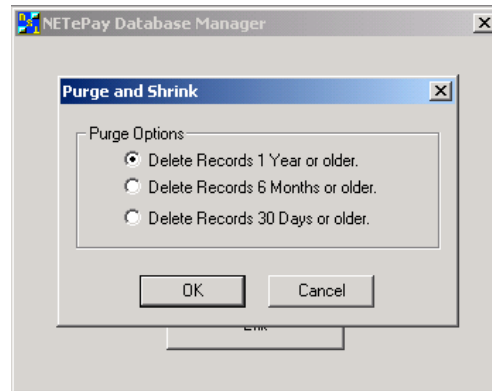 NETePay Database Manager
Purge and Shrink
Purge Options
Delete Records 1 Year or older.
Delete Records 6 Months or older.
Delete Records 30 Days or older.
OK
Cancel